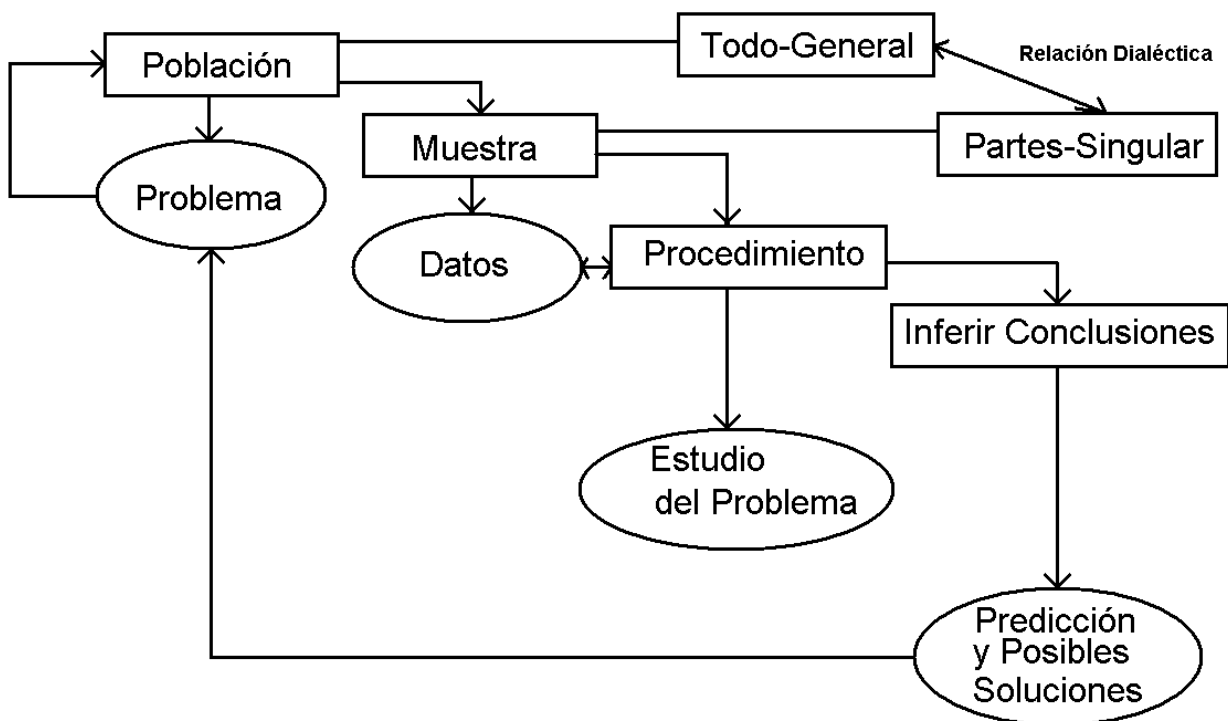 Población
Todo-General
Relación Dialéctica
Muestra
Partes-Singular
Problema
Datos
Procedimiento
Inferir Conclusiones
Estudio
del Problema
Predicción
y Posibles
Soluciones